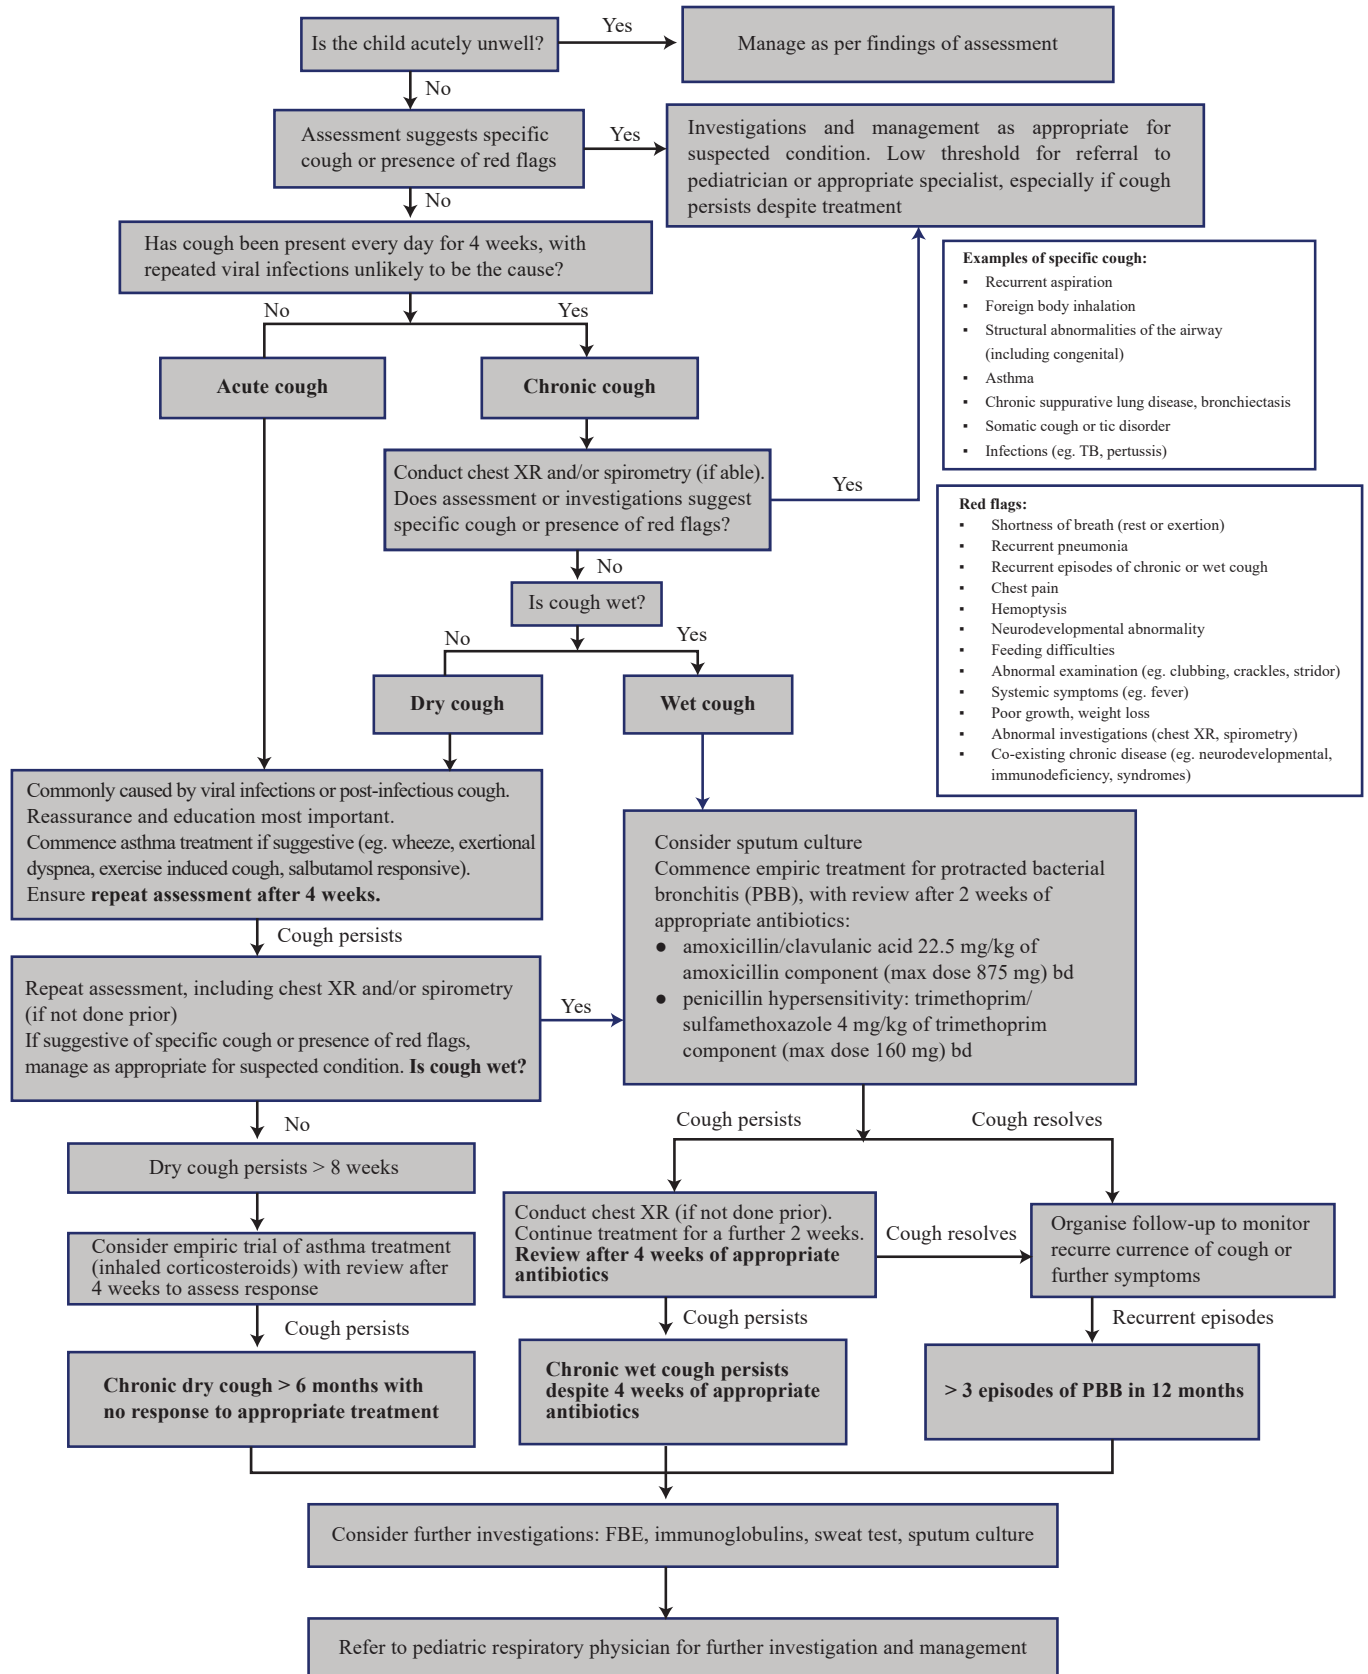 Is the child acutely unwell?
Yes
Manage as per findings of assessment
No
Assessment suggests specific
cough or presence of red flags
Yes
Investigations and management as appropriate for
suspected condition. Low threshold for referral to
pediatrician or appropriate specialist, especially if cough
persists despite treatment
No
Has cough been present every day for 4 weeks, with
repeated viral infections unlikely to be the cause?
No
Yes
Acute cough
Chronic cough
Examples of specific cough:
▪ Recurrent aspiration
▪ Foreign body inhalation
▪ Structural abnormalities of the airway
(including congenital)
▪ Asthma
▪ Chronic suppurative lung disease, bronchiectasis
▪ Somatic cough or tic disorder
▪ Infections (eg. TB, pertussis)
Conduct chest XR and/or spirometry (if able).
Does assessment or investigations suggest
specific cough or presence of red flags?
Yes
No
Red flags:
▪ Shortness of breath (rest or exertion)
▪ Recurrent pneumonia
▪ Recurrent episodes of chronic or wet cough
▪ Chest pain
▪ Hemoptysis
▪ Neurodevelopmental abnormality
▪ Feeding difficulties
▪ Abnormal examination (eg. clubbing, crackles, stridor)
▪ Systemic symptoms (eg. fever)
▪ Poor growth, weight loss
▪ Abnormal investigations (chest XR, spirometry)
▪ Co-existing chronic disease (eg. neurodevelopmental,
immunodeficiency, syndromes)
Is cough wet?
No
Yes
Dry cough
Wet cough
Commonly caused by viral infections or post-infectious cough.
Reassurance and education most important.
Commence asthma treatment if suggestive (eg. wheeze, exertional
dyspnea, exercise induced cough, salbutamol responsive).
Ensure repeat assessment after 4 weeks.
Cough persists
Consider sputum culture
Commence empiric treatment for protracted bacterial
bronchitis (PBB), with review after 2 weeks of
appropriate antibiotics:
● amoxicillin/clavulanic acid 22.5 mg/kg of
amoxicillin component (max dose 875 mg) bd
● penicillin hypersensitivity: trimethoprim/
sulfamethoxazole 4 mg/kg of trimethoprim
component (max dose 160 mg) bd
Repeat assessment, including chest XR and/or spirometry
(if not done prior)
If suggestive of specific cough or presence of red flags,
manage as appropriate for suspected condition. Is cough wet?
Yes
No
Cough persists
Cough resolves
Dry cough persists > 8 weeks
Conduct chest XR (if not done prior).
Continue treatment for a further 2 weeks.
Review after 4 weeks of appropriate
antibiotics
Cough resolves
Organise follow-up to monitor
recurre currence of cough or
further symptoms
Consider empiric trial of asthma treatment
(inhaled corticosteroids) with review after
4 weeks to assess response
Cough persists
Cough persists
Recurrent episodes
Chronic dry cough > 6 months with
no response to appropriate treatment
Chronic wet cough persists
despite 4 weeks of appropriate
antibiotics
> 3 episodes of PBB in 12 months
Consider further investigations: FBE, immunoglobulins, sweat test, sputum culture
Refer to pediatric respiratory physician for further investigation and management